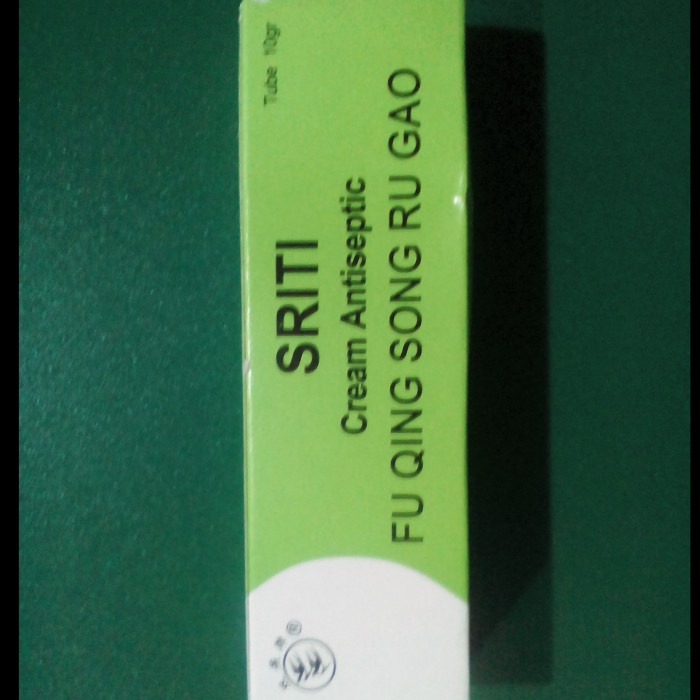 Tube 10gr
SRITI
Cream Antiseptic
FU QING SONG RU GAO
®